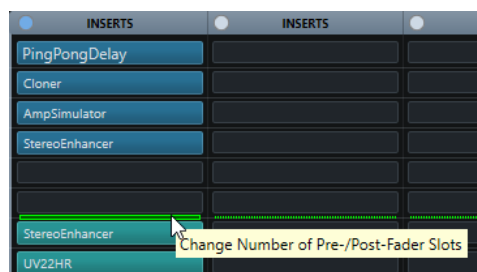 INSERTS INSERTS
PingPongDelay
Cloner
AmpSimulator
StereoEnhancer
StereoEnhancer
Change Number of Pre-/Post-Fader Slots
UV22HR